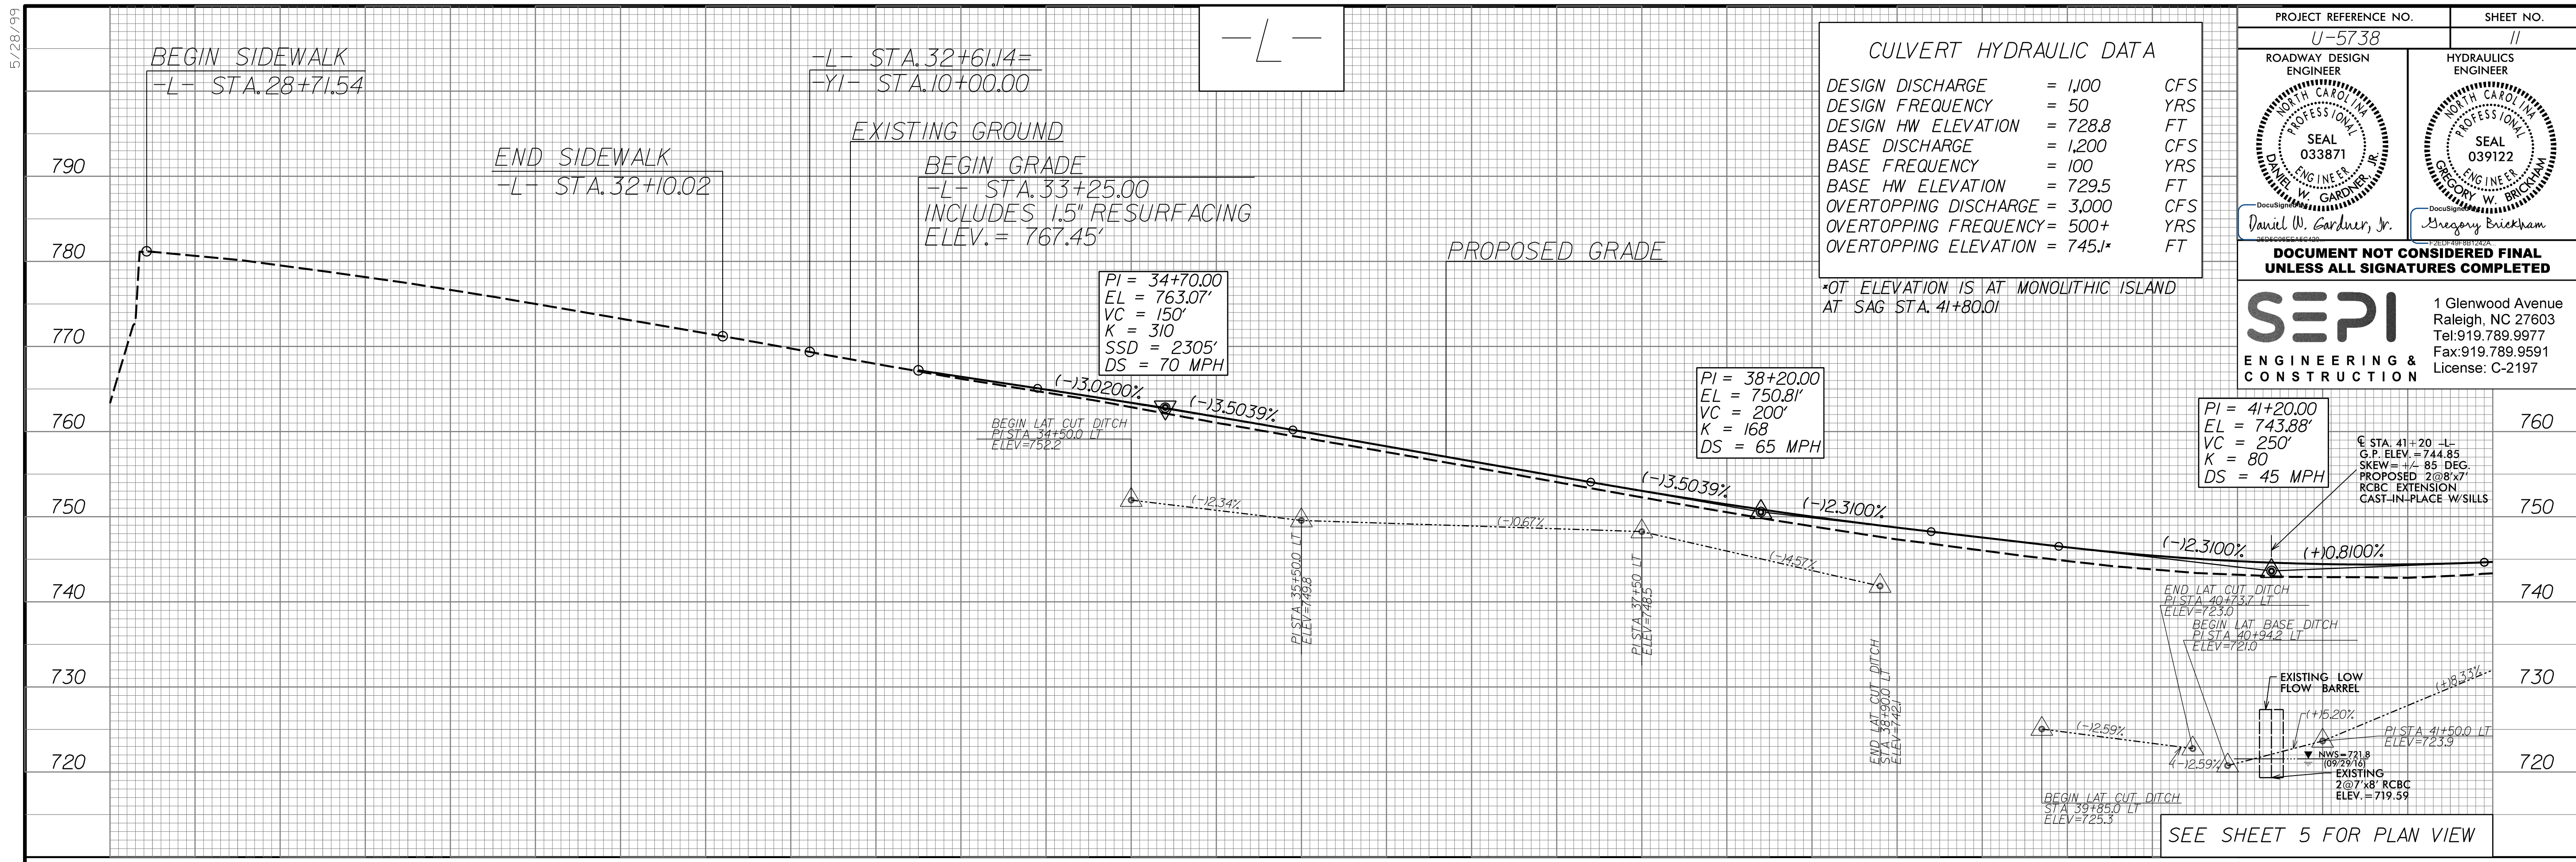 5/28/99
-L-
BEGIN SIDEWALK
-L- STA. 28+71.54
END SIDEWALK
-L- STA. 32+10.02
-L- STA. 32+61.14=
-Y1- STA. 10+00.00
EXISTING GROUND
BEGIN GRADE
-L- STA. 33+25.00
INCLUDES 1.5" RESURFACING
ELEV. = 767.45'
PROPOSED GRADE
CULVERT HYDRAULIC DATA
DESIGN DISCHARGE = 1,100 CFS
DESIGN FREQUENCY = 50 YRS
DESIGN HW ELEVATION = 728.8 FT
BASE DISCHARGE = 1,200 CFS
BASE FREQUENCY = 100 YRS
BASE HW ELEVATION = 729.5 FT
OVERTOPPING DISCHARGE = 3,000 CFS
OVERTOPPING FREQUENCY = 500+ YRS
OVERTOPPING ELEVATION = 745.1* FT
*OT ELEVATION IS AT MONOLITHIC ISLAND
AT SAG STA. 41+80.01
PROJECT REFERENCE NO.
SHEET NO.
U-5738
11
ROADWAY DESIGN
ENGINEER
HYDRAULICS
ENGINEER
NORTH CAROLINA
PROFESSIONAL
SEAL
033871
ENGINEER
DANIEL W. GARDNER, JR.
NORTH CAROLINA
PROFESSIONAL
SEAL
039122
ENGINEER
GREGORY W. BRICKHAM
Daniel W. Gardner, Jr.
Gregory Brickham
F2EDF49F8B1242A...
DOCUMENT NOT CONSIDERED FINAL
UNLESS ALL SIGNATURES COMPLETED
SEPI
ENGINEERING &
CONSTRUCTION
1 Glenwood Avenue
Raleigh, NC 27603
Tel:919.789.9977
Fax:919.789.9591
License: C-2197
790
780
770
760
750
740
730
720
760
750
740
730
720
PI = 34+70.00
EL = 763.07'
VC = 150'
K = 310
SSD = 2305'
DS = 70 MPH
(-)3.0200%
(-)3.5039%
PI = 38+20.00
EL = 750.81'
VC = 200'
K = 168
DS = 65 MPH
(-)3.5039%
(-)2.3100%
PI = 41+20.00
EL = 743.88'
VC = 250'
K = 80
DS = 45 MPH
(-)2.3100%
(+)0.8100%
℄ STA. 41+20 -L-
G.P. ELEV.=744.85
SKEW= +/- 85 DEG.
PROPOSED 2@8'x7'
RCBC EXTENSION
CAST-IN-PLACE W/SILLS
BEGIN LAT CUT DITCH
PI STA 34+50.0 LT
ELEV=752.2
(-)2.34%
PI STA 35+50.0 LT
ELEV=749.8
(-)0.67%
PI STA 37+50 LT
ELEV=748.5
(-)4.57%
END LAT CUT DITCH
STA 38+90.0 LT
ELEV=742.1
BEGIN LAT CUT DITCH
STA 39+85.0 LT
ELEV=725.3
(-)2.59%
END LAT CUT DITCH
PI STA 40+73.7 LT
ELEV=723.0
BEGIN LAT BASE DITCH
PI STA 40+94.2 LT
ELEV=721.0
(-)2.59%
EXISTING LOW
FLOW BARREL
(+)5.20%
(+)8.33%
PI STA 41+50.0 LT
ELEV=723.9
NWS=721.8
(09/29/16)
EXISTING
2@7'x8' RCBC
ELEV.=719.59
SEE SHEET 5 FOR PLAN VIEW